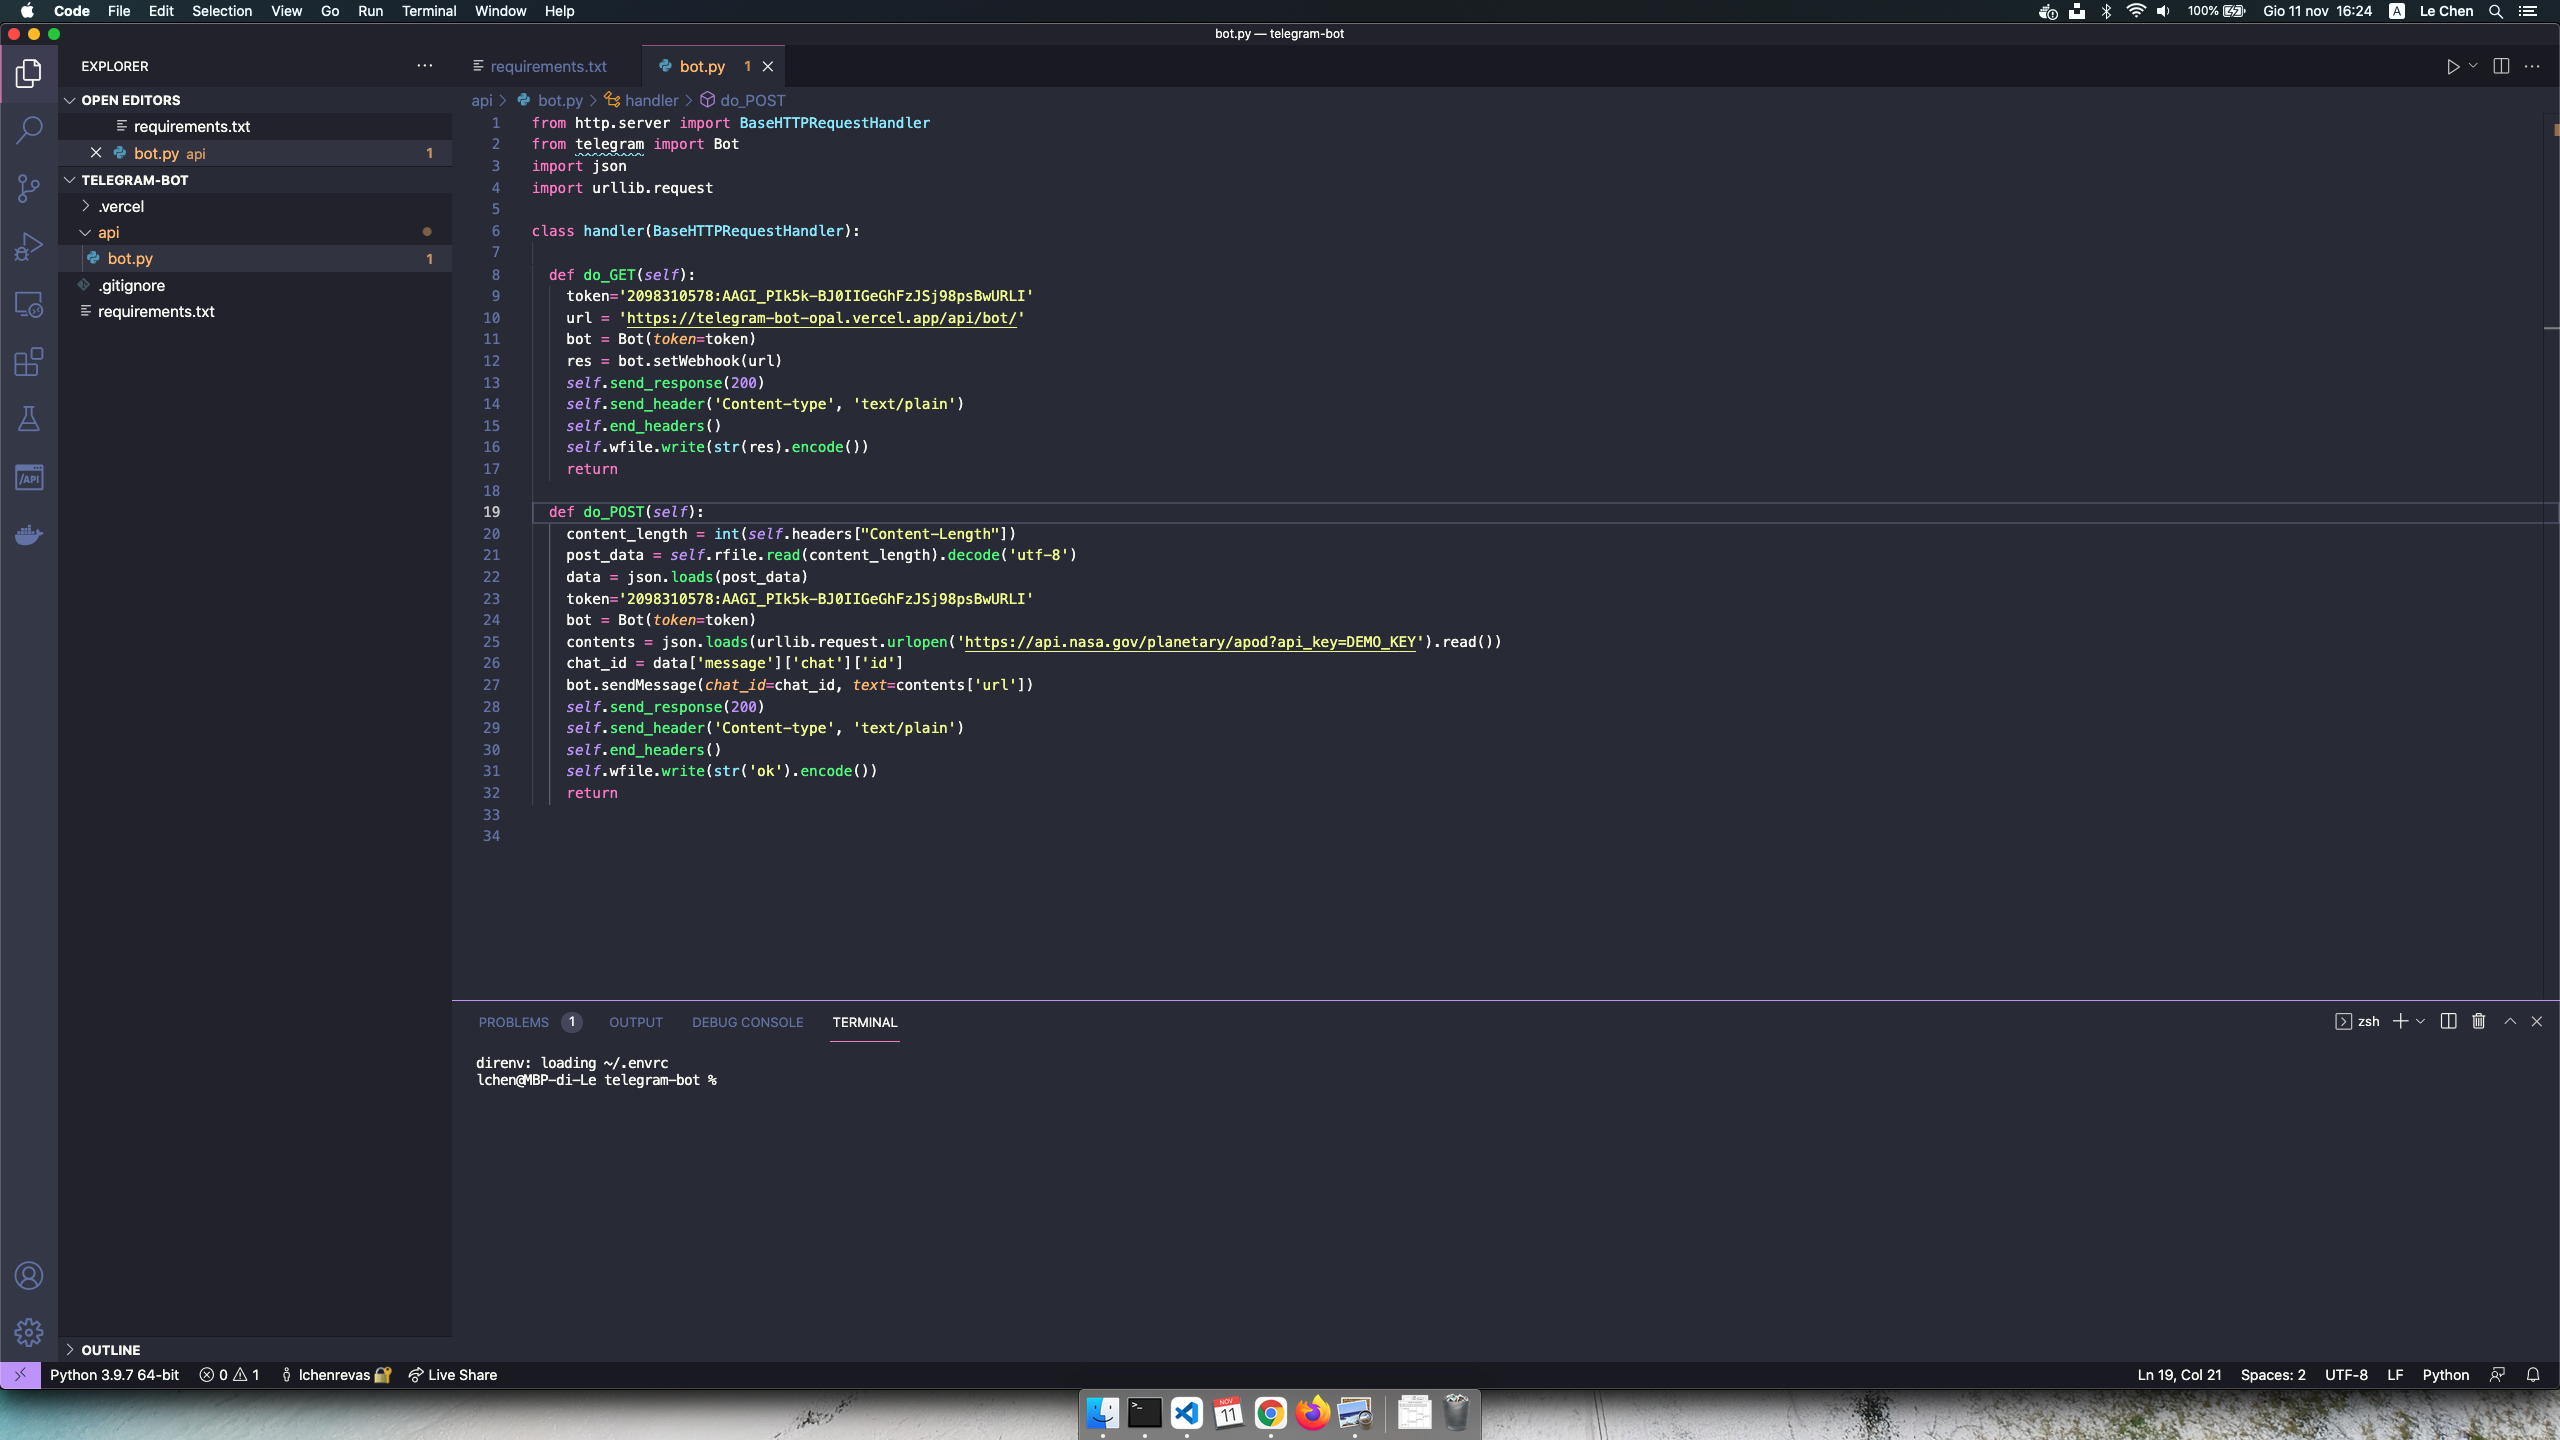 Code File Edit Selection View Go Run Terminal Window Help 100% Gio 11 nov 16:24 A Le Chen
bot.py — telegram-bot
EXPLORER
OPEN EDITORS
requirements.txt
bot.py api 1
TELEGRAM-BOT
.vercel
api
bot.py 1
.gitignore
requirements.txt
OUTLINE
/API
requirements.txt bot.py 1
api > bot.py > handler > do_POST
1 from http.server import BaseHTTPRequestHandler
2 from telegram import Bot
3 import json
4 import urllib.request
5
6 class handler(BaseHTTPRequestHandler):
7
8 def do_GET(self):
9 token='2098310578:AAGI_PIk5k-BJ0IIGeGhFzJSj98psBwURLI'
10 url = 'https://telegram-bot-opal.vercel.app/api/bot/'
11 bot = Bot(token=token)
12 res = bot.setWebhook(url)
13 self.send_response(200)
14 self.send_header('Content-type', 'text/plain')
15 self.end_headers()
16 self.wfile.write(str(res).encode())
17 return
18
19 def do_POST(self):
20 content_length = int(self.headers["Content-Length"])
21 post_data = self.rfile.read(content_length).decode('utf-8')
22 data = json.loads(post_data)
23 token='2098310578:AAGI_PIk5k-BJ0IIGeGhFzJSj98psBwURLI'
24 bot = Bot(token=token)
25 contents = json.loads(urllib.request.urlopen('https://api.nasa.gov/planetary/apod?api_key=DEMO_KEY').read())
26 chat_id = data['message']['chat']['id']
27 bot.sendMessage(chat_id=chat_id, text=contents['url'])
28 self.send_response(200)
29 self.send_header('Content-type', 'text/plain')
30 self.end_headers()
31 self.wfile.write(str('ok').encode())
32 return
33
34
PROBLEMS 1 OUTPUT DEBUG CONSOLE TERMINAL zsh
direnv: loading ~/.envrc
lchen@MBP-di-Le telegram-bot %
Python 3.9.7 64-bit 0 1 lchenrevas Live Share Ln 19, Col 21 Spaces: 2 UTF-8 LF Python
NOV
11